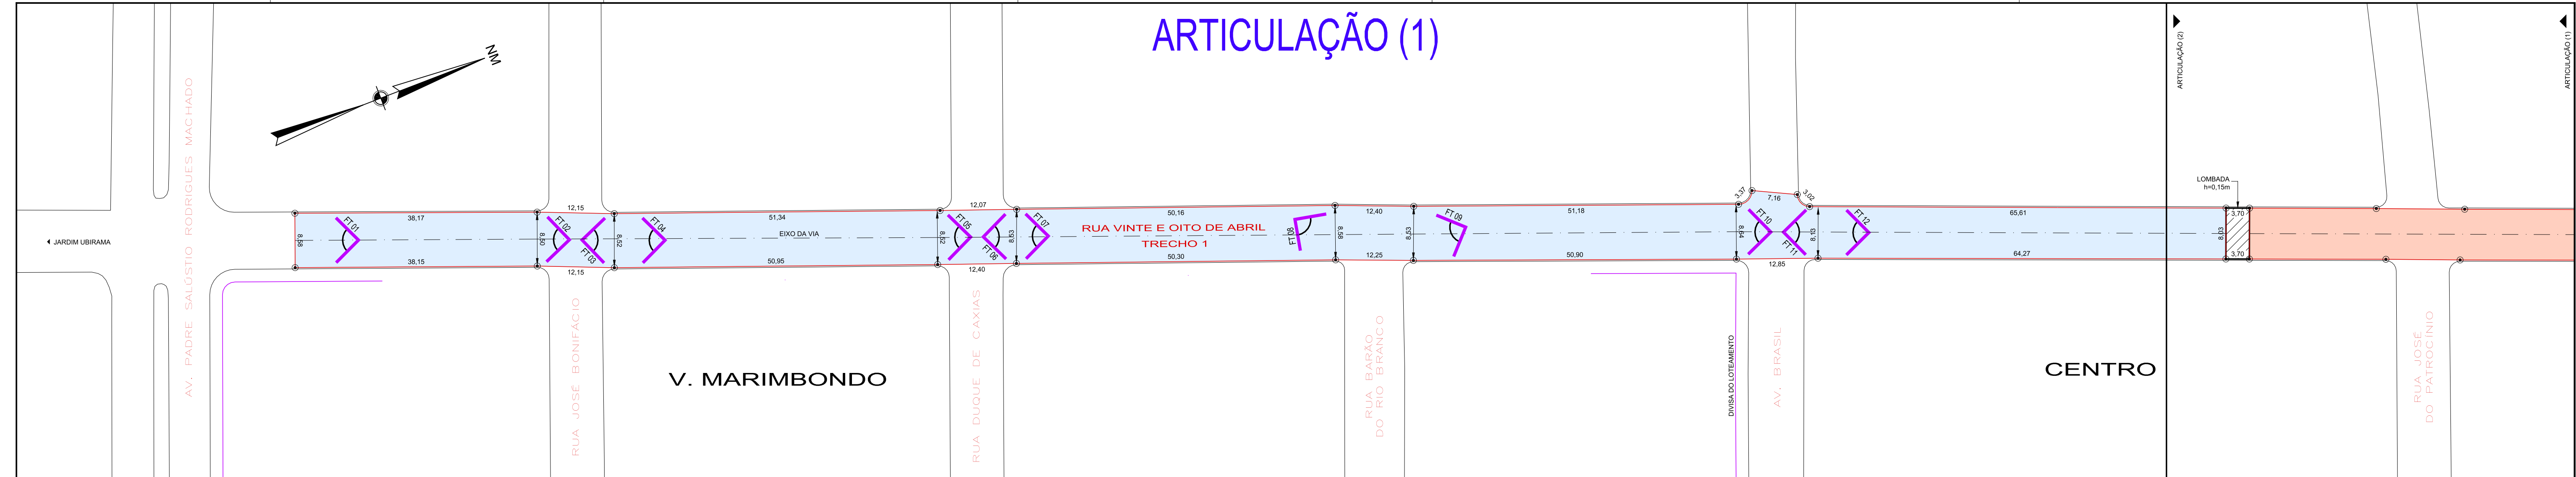 ARTICULAÇÃO (1)
NM
ARTICULAÇÃO (2)
ARTICULAÇÃO (1)
JARDIM UBIRAMA
AV. PADRE SALÚSTIO RODRIGUES MACHADO
8,58
FT 01
38,17
38,15
8,50
FT 02
12,15
12,15
FT 03
8,52
FT 04
51,34
EIXO DA VIA
50,95
8,52
FT 05
12,07
12,40
FT 06
8,53
FT 07
50,16
RUA VINTE E OITO DE ABRIL
TRECHO 1
50,30
FT 08
8,58
12,40
12,25
8,53
FT 09
51,18
50,90
8,64
3,37
7,16
3,02
FT 10
FT 11
12,85
8,13
FT 12
65,61
64,27
LOMBADA
h=0,15m
3,70
8,03
3,70
RUA JOSÉ BONIFÁCIO
V. MARIMBONDO
RUA DUQUE DE CAXIAS
RUA BARÃO
DO RIO BRANCO
DIVISA DO LOTEAMENTO
AV. BRASIL
CENTRO
RUA JOSÉ
DO PATROCÍNIO